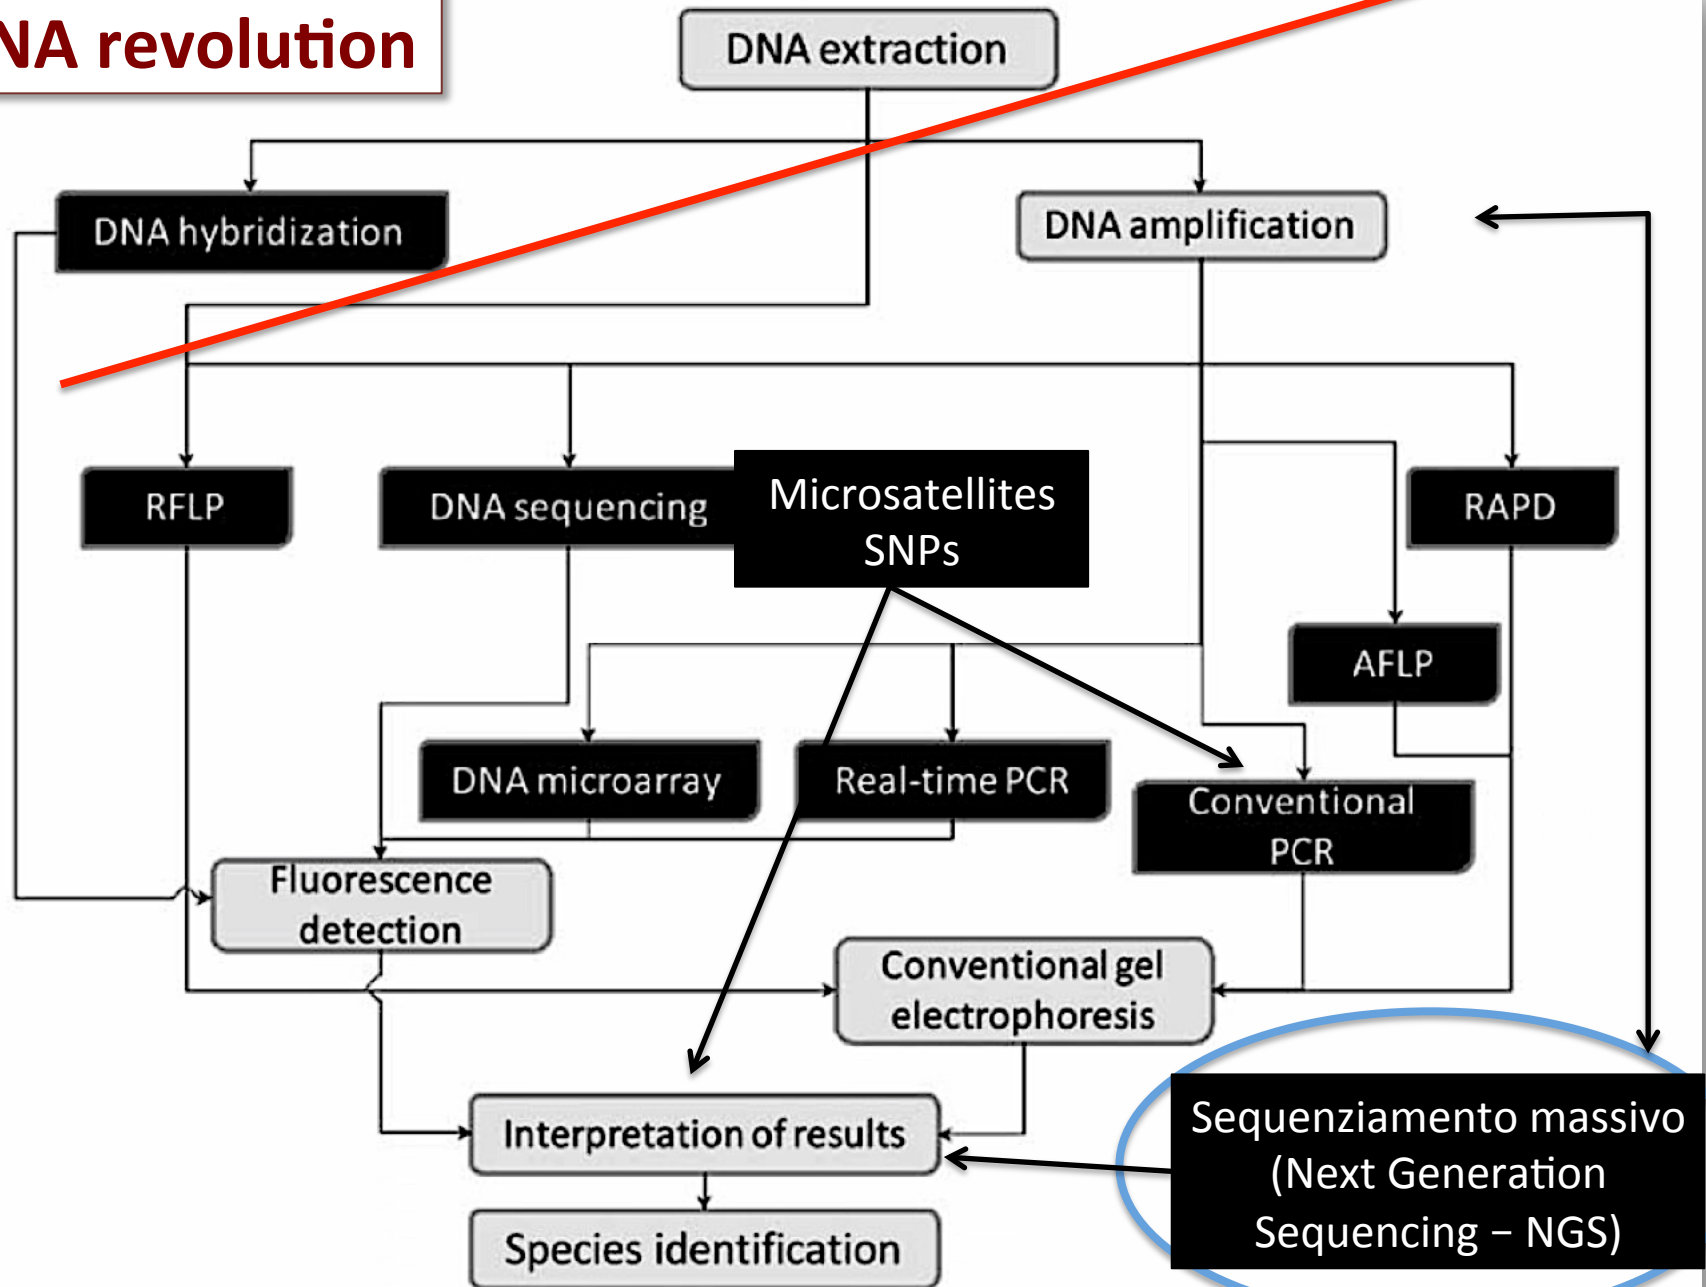 NA revolution
DNA extraction
DNA hybridization
DNA amplification
RFLP
DNA sequencing
Microsatellites
SNPs
RAPD
AFLP
DNA microarray
Real-time PCR
Conventional
PCR
Fluorescence
detection
Conventional gel
electrophoresis
Interpretation of results
Species identification
Sequenziamento massivo
(Next Generation
Sequencing – NGS)